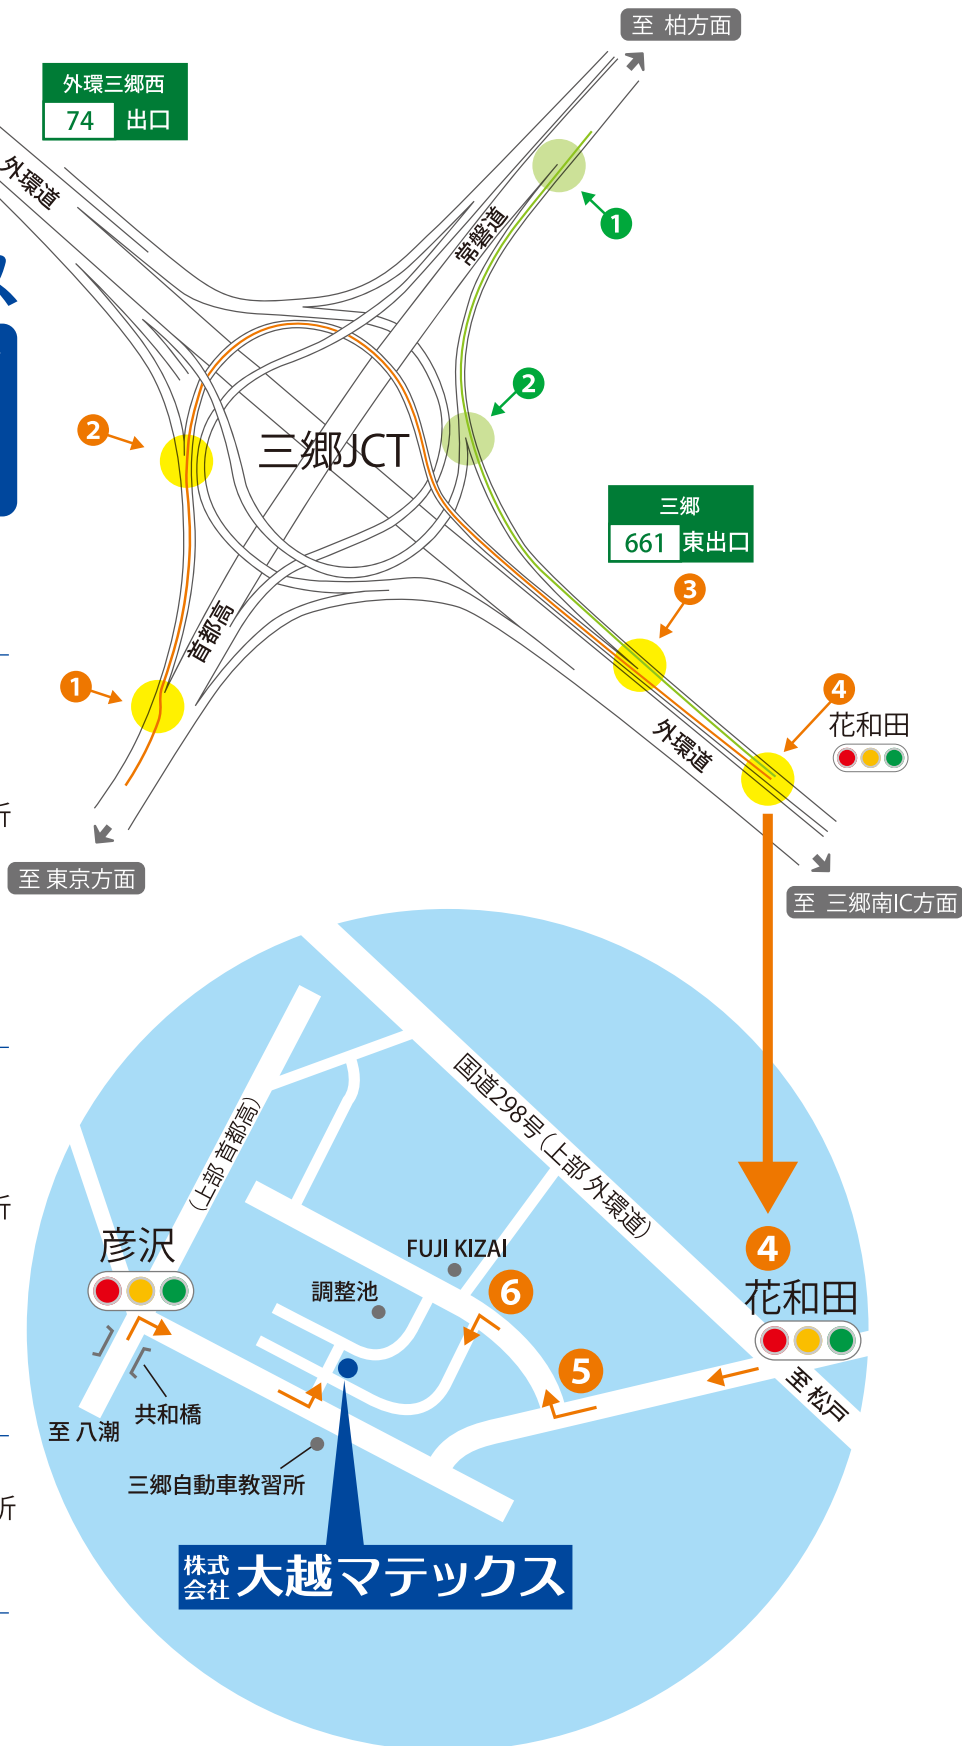 至 柏方面
外環三郷西
74 出口
外環道
常磐道
1
2
2
三郷JCT
三郷
661 東出口
3
首都高
1
4
花和田
外環道
折
至 東京方面
至 三郷南IC方面
国道298号(上部 外環道)
(上部 首都高)
折
彦沢
FUJI KIZAI
4
調整池
6
花和田
5
至 松戸
共和橋
至 八潮
三郷自動車教習所
折
株式会社 大越マテックス